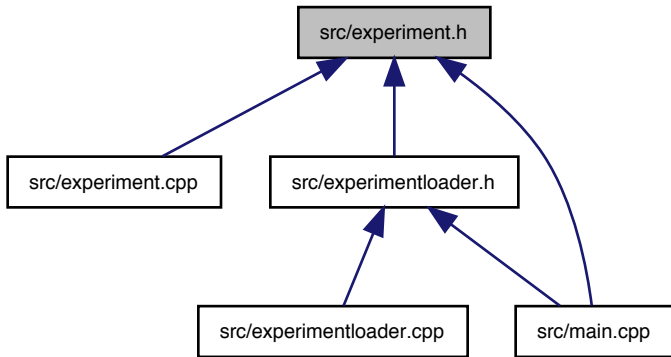 src/experiment.h
src/experiment.cpp
src/experimentloader.h
src/experimentloader.cpp
src/main.cpp